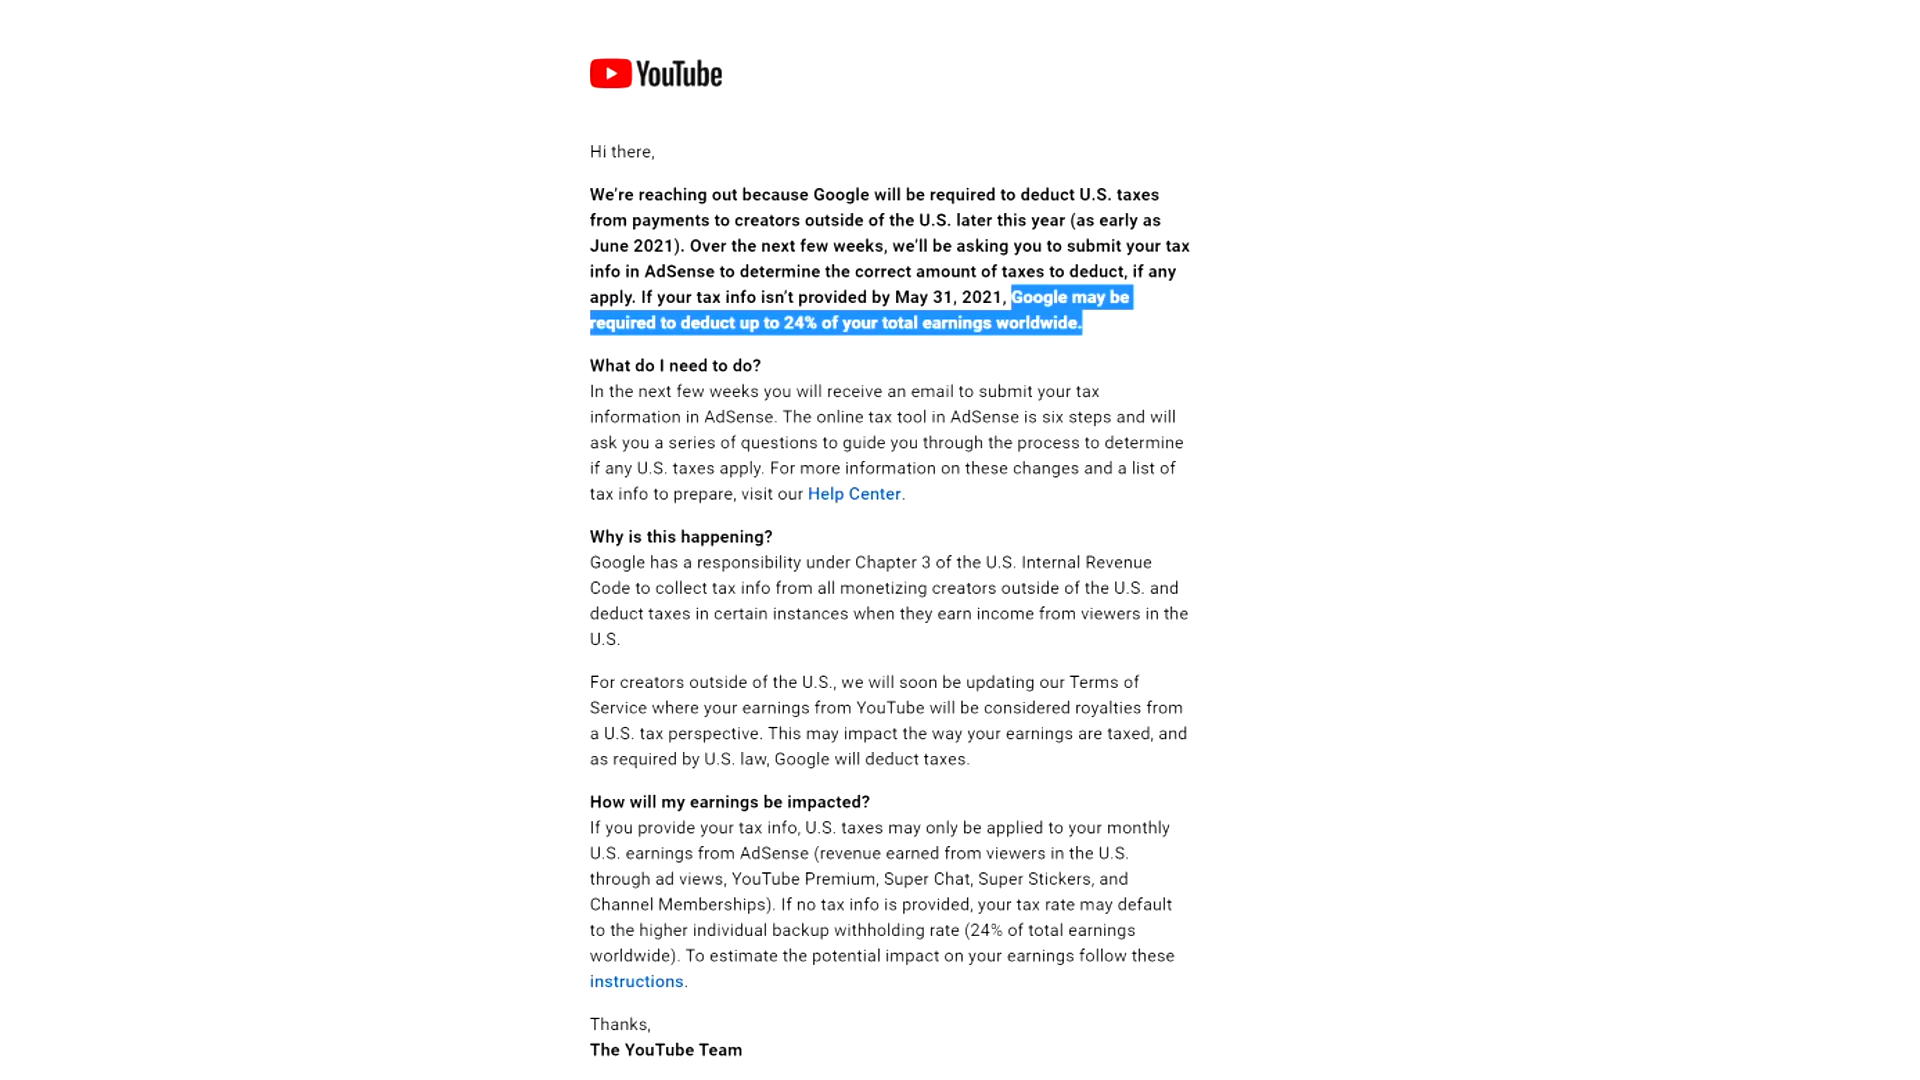 YouTube
Hi there,
We're reaching out because Google will be required to deduct U.S. taxes
from payments to creators outside of the U.S. later this year (as early as
June 2021). Over the next few weeks, we'll be asking you to submit your tax
info in AdSense to determine the correct amount of taxes to deduct, if any
apply. If your tax info isn't provided by May 31, 2021, Google may be
required to deduct up to 24% of your total earnings worldwide.
What do I need to do?
In the next few weeks you will receive an email to submit your tax
information in AdSense. The online tax tool in AdSense is six steps and will
ask you a series of questions to guide you through the process to determine
if any U.S. taxes apply. For more information on these changes and a list of
tax info to prepare, visit our Help Center.
Why is this happening?
Google has a responsibility under Chapter 3 of the U.S. Internal Revenue
Code to collect tax info from all monetizing creators outside of the U.S. and
deduct taxes in certain instances when they earn income from viewers in the
U.S.
For creators outside of the U.S., we will soon be updating our Terms of
Service where your earnings from YouTube will be considered royalties from
a U.S. tax perspective. This may impact the way your earnings are taxed, and
as required by U.S. law, Google will deduct taxes.
How will my earnings be impacted?
If you provide your tax info, U.S. taxes may only be applied to your monthly
U.S. earnings from AdSense (revenue earned from viewers in the U.S.
through ad views, YouTube Premium, Super Chat, Super Stickers, and
Channel Memberships). If no tax info is provided, your tax rate may default
to the higher individual backup withholding rate (24% of total earnings
worldwide). To estimate the potential impact on your earnings follow these
instructions.
Thanks,
The YouTube Team